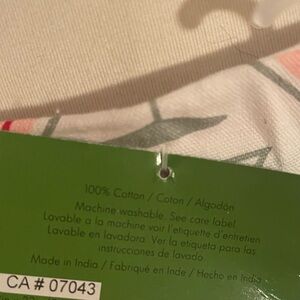 100% Cotton / Coton / Algodón
Machine washable. See care label.
Lavable a la machine voir l'etiquette d'entretien
Lavable en lavadora. Ver la etiqueta para las
instrucciones de lavado.
Made in India / Fabriqué en Inde / Hecho en India
CA # 07043